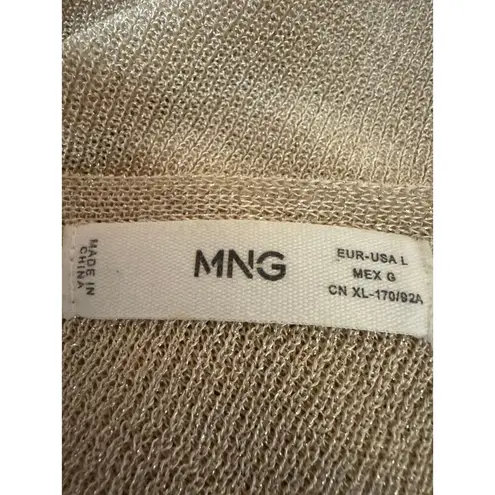 MADE IN
CHINA
MNG
EUR-USA L
MEX G
CN XL-170/92A